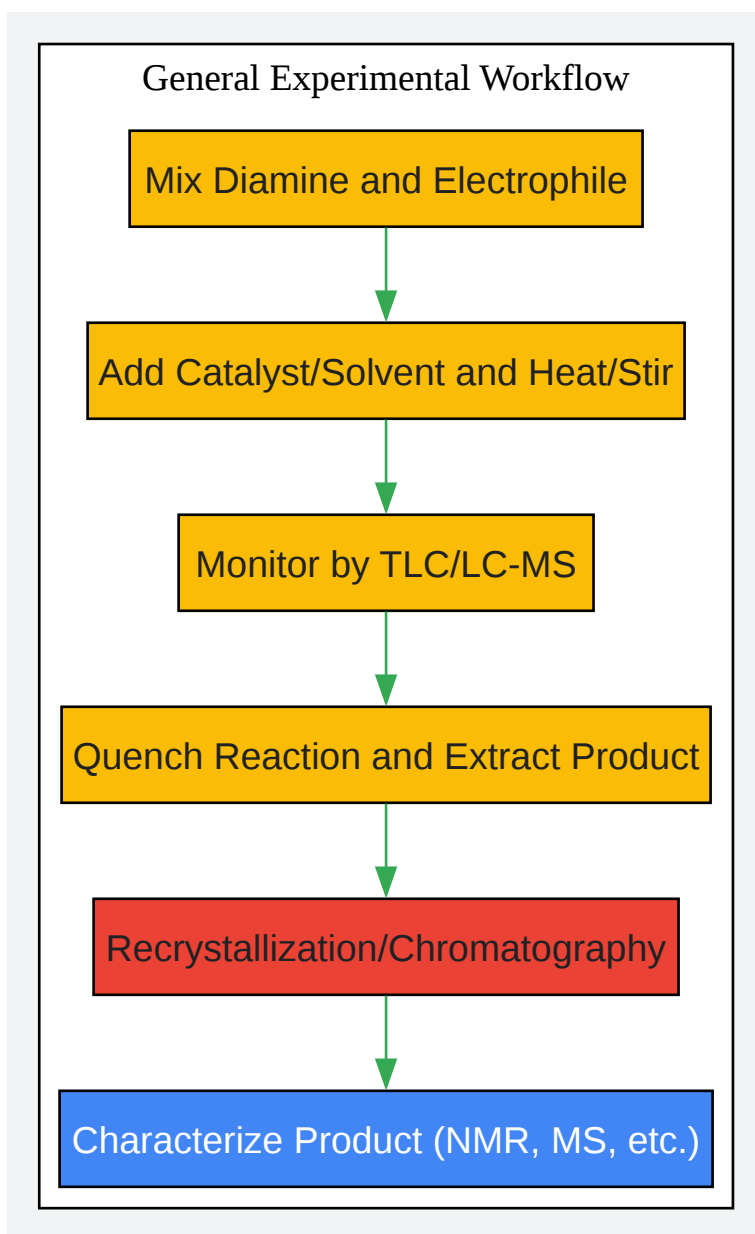 General Experimental Workflow
Mix Diamine and Electrophile
Add Catalyst/Solvent and Heat/Stir
Monitor by TLC/LC-MS
Quench Reaction and Extract Product
Recrystallization/Chromatography
Characterize Product (NMR, MS, etc.)